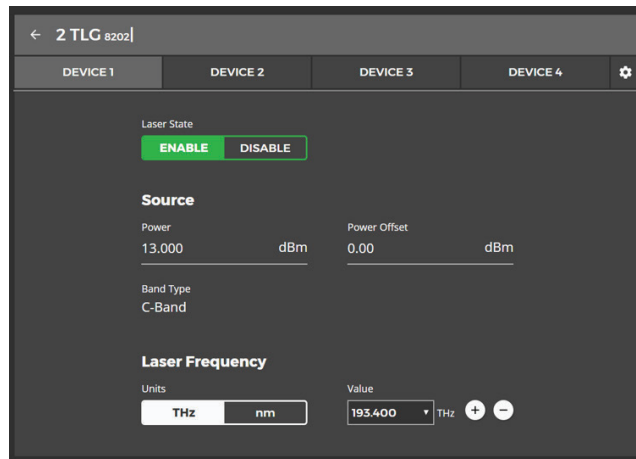 ← 2 TLG 8202
DEVICE 1 DEVICE 2 DEVICE 3 DEVICE 4
Laser State
ENABLE DISABLE
Source
Power Power Offset
13.000 dBm 0.00 dBm
Band Type
C-Band
Laser Frequency
Units Value
THz nm 193.400 THz + −